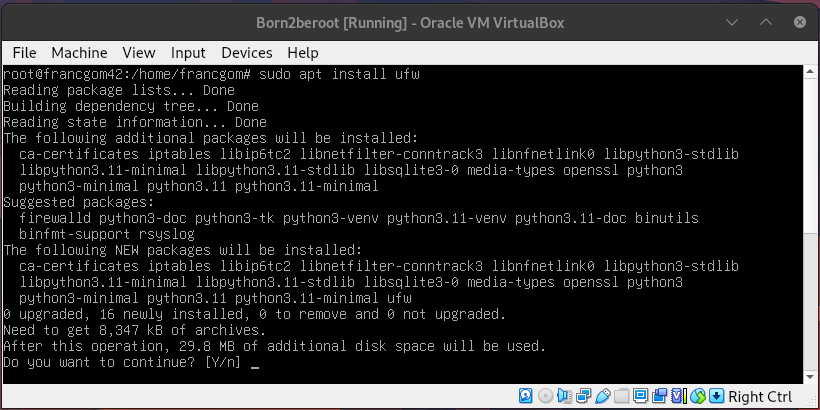 Born2beroot [Running] - Oracle VM VirtualBox
File Machine View Input Devices Help
root@francgom42:/home/francgom# sudo apt install ufw
Reading package lists... Done
Building dependency tree... Done
Reading state information... Done
The following additional packages will be installed:
  ca-certificates iptables libip6tc2 libnetfilter-conntrack3 libnfnetlink0 libpython3-stdlib
  libpython3.11-minimal libpython3.11-stdlib libsqlite3-0 media-types openssl python3
  python3-minimal python3.11 python3.11-minimal
Suggested packages:
  firewalld python3-doc python3-tk python3-venv python3.11-venv python3.11-doc binutils
  binfmt-support rsyslog
The following NEW packages will be installed:
  ca-certificates iptables libip6tc2 libnetfilter-conntrack3 libnfnetlink0 libpython3-stdlib
  libpython3.11-minimal libpython3.11-stdlib libsqlite3-0 media-types openssl python3
  python3-minimal python3.11 python3.11-minimal ufw
0 upgraded, 16 newly installed, 0 to remove and 0 not upgraded.
Need to get 8,347 kB of archives.
After this operation, 29.8 MB of additional disk space will be used.
Do you want to continue? [Y/n] _
Right Ctrl